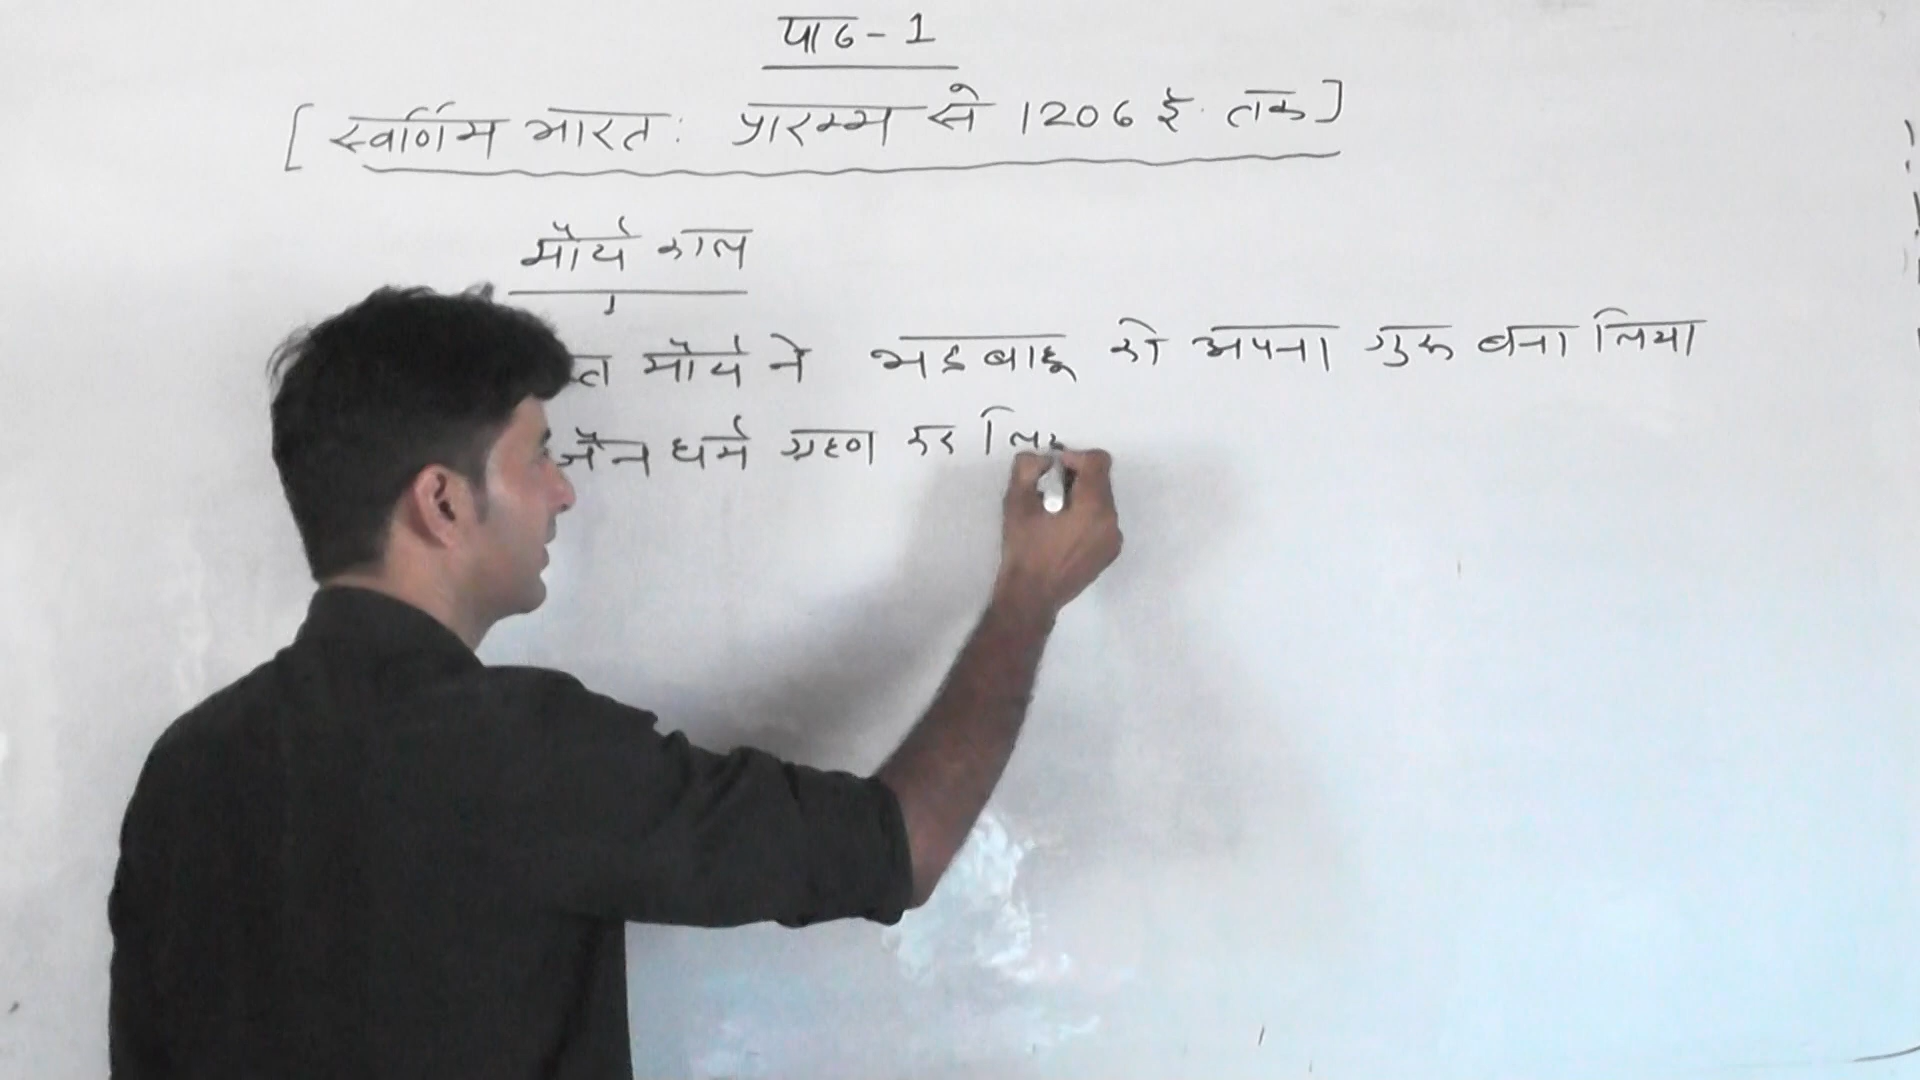 पाठ - 1
[ स्वर्णिम भारत : प्रारम्भ से 1206 ई. तक ]
मौर्य काल
मौर्य ने भद्रबाहू को अपना गुरू बना लिया
जैन धर्म ग्रहण कर